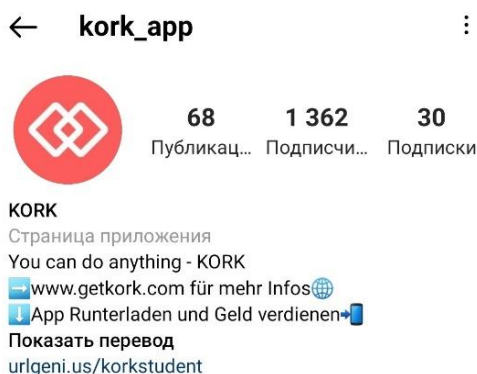 kork_app
68 1 362 30
Публикац... Подписчи... Подписки
KORK
Страница приложения
You can do anything - KORK
➡️www.getkork.com für mehr Infos🌐
⬇️App Runterladen und Geld verdienen📲
Показать перевод
urlgeni.us/korkstudent